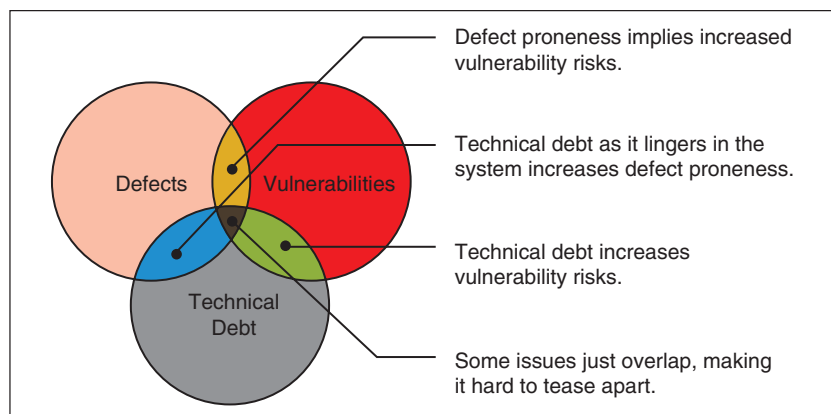 Defect proneness implies increased
vulnerability risks.
Technical debt as it lingers in the
system increases defect proneness.
Defects
Vulnerabilities
Technical debt increases
vulnerability risks.
Technical
Debt
Some issues just overlap, making
it hard to tease apart.